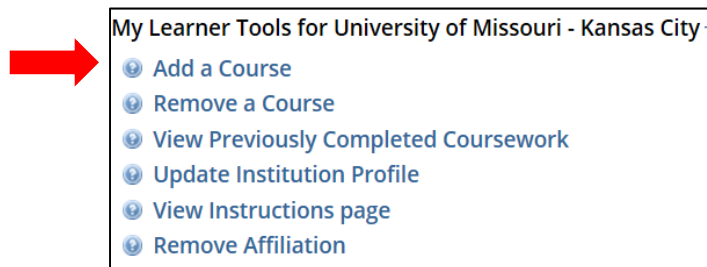 My Learner Tools for University of Missouri - Kansas City
Add a Course
Remove a Course
View Previously Completed Coursework
Update Institution Profile
View Instructions page
Remove Affiliation